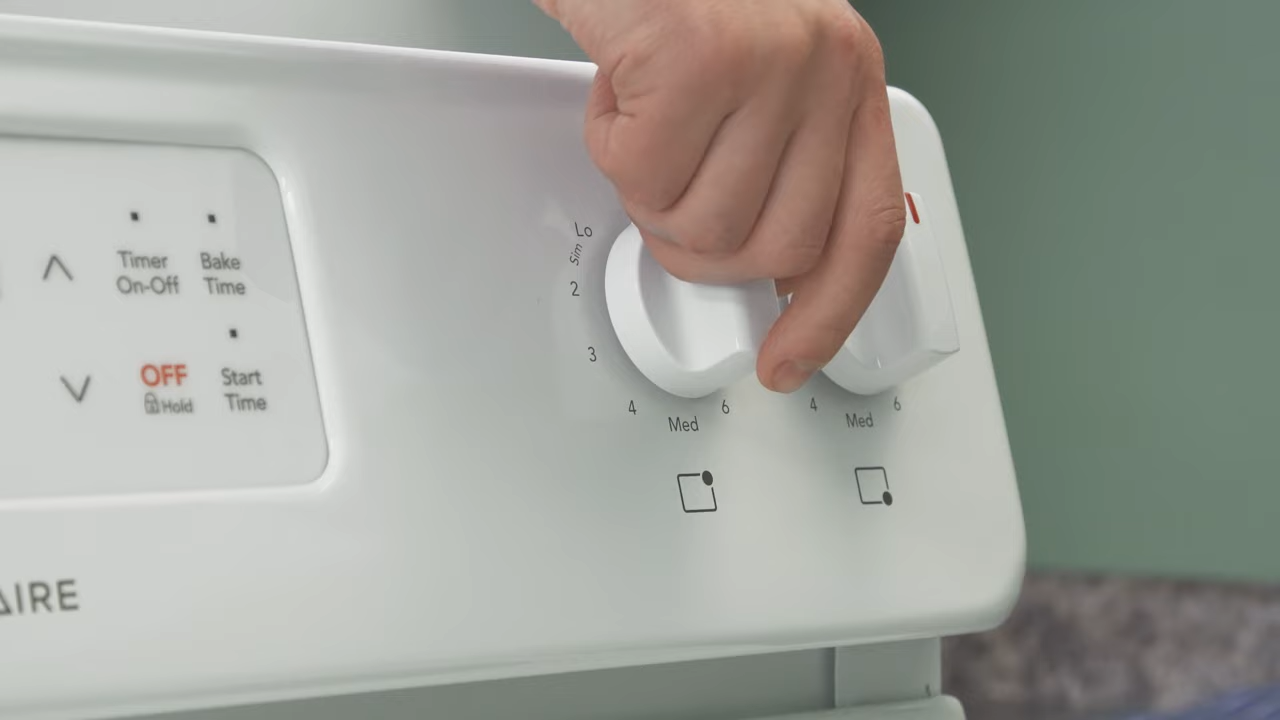 Timer
On-Off
Bake
Time
OFF
Hold
Start
Time
AIRE
Lo
Sim
2
3
4
Med
6
4
Med
6